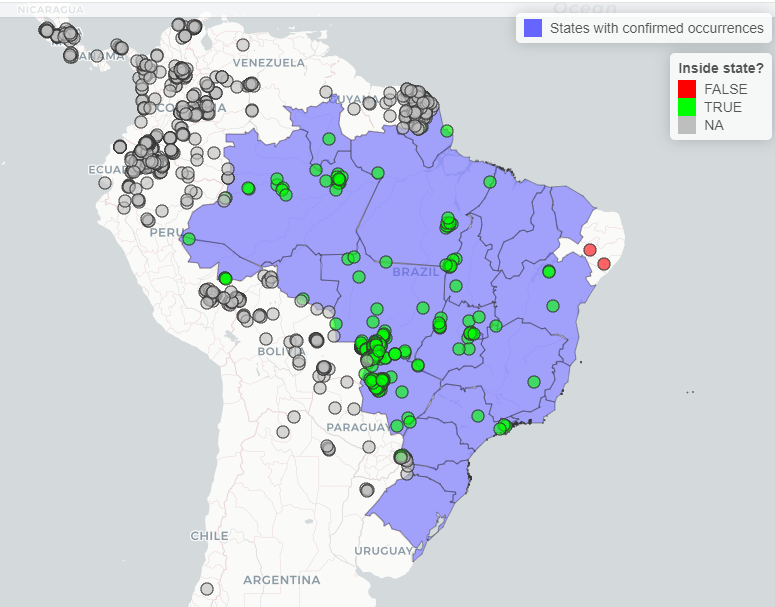 NICARAGUA
Ocean
States with confirmed occurrences
Inside state?
FALSE
TRUE
NA
PANAMA
VENEZUELA
GUYANA
COLOMBIA
ECUAD
PERU
BRAZIL
BOLIVIA
PARAGUAY
CHILE
URUGUAY
ARGENTINA